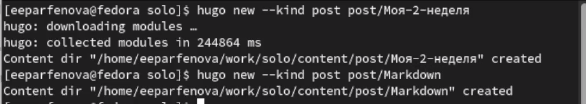 [eeparfenova@fedora solo]$ hugo new --kind post post/Моя-2-неделя
hugo: downloading modules …
hugo: collected modules in 244864 ms
Content dir "/home/eeparfenova/work/solo/content/post/Моя-2-неделя" created
[eeparfenova@fedora solo]$ hugo new --kind post post/Markdown
Content dir "/home/eeparfenova/work/solo/content/post/Markdown" created
[eeparfenova@fedora solo]$